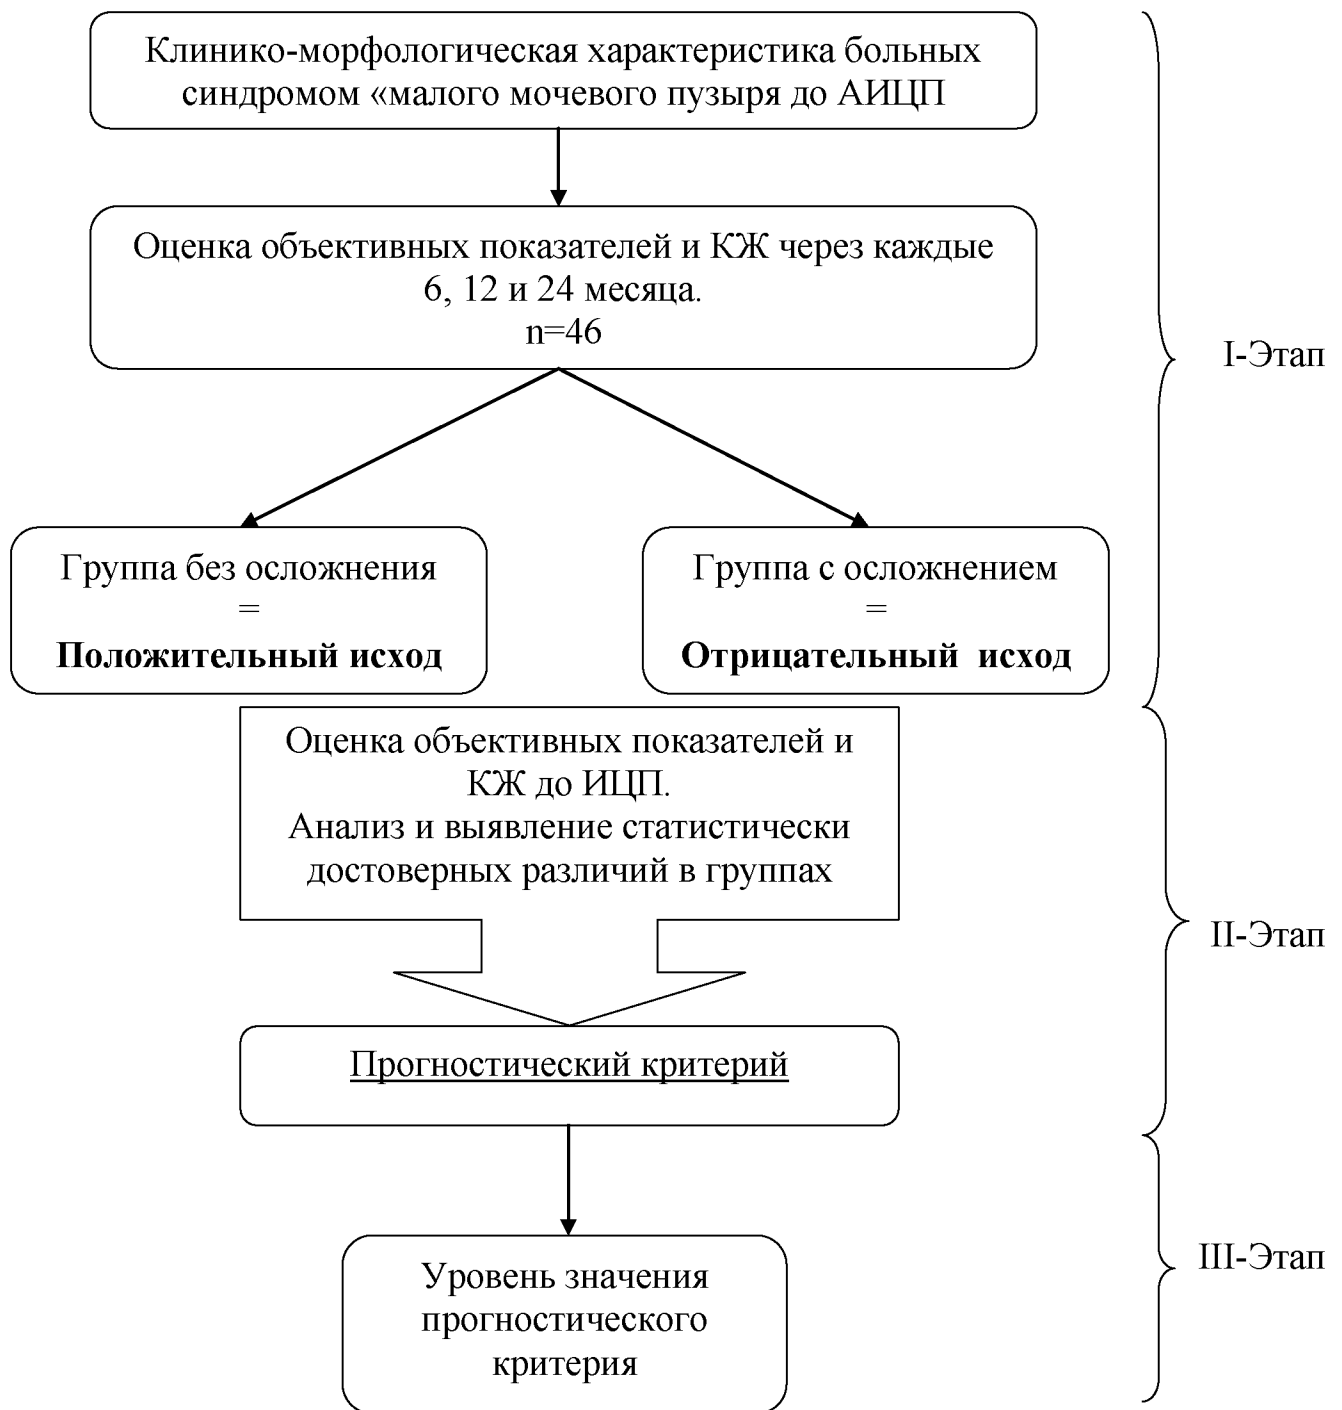 Клинико-морфологическая характеристика больных
синдромом «малого мочевого пузыря до АИЦП
Оценка объективных показателей и КЖ через каждые
6, 12 и 24 месяца.
n=46
I-Этап
Группа без осложнения
=
Положительный исход
Группа с осложнением
=
Отрицательный исход
Оценка объективных показателей и
КЖ до ИЦП.
Анализ и выявление статистически
достоверных различий в группах
II-Этап
Прогностический критерий
III-Этап
Уровень значения
прогностического
критерия